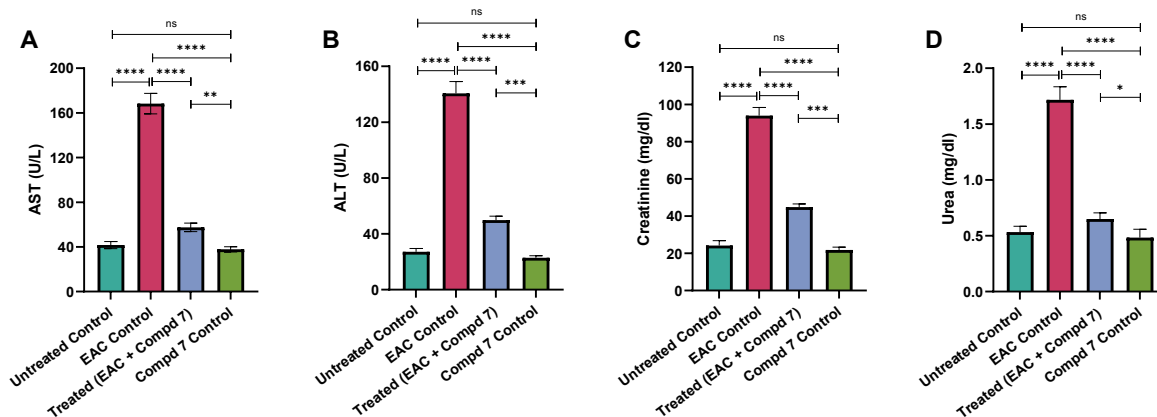 A
ns
****
**** ****
**
AST (U/L)
200
160
120
80
40
0
Untreated Control
EAC Control
Treated (EAC + Compd 7)
Compd 7 Control
B
ns
****
**** ****
***
ALT (U/L)
160
120
80
40
0
Untreated Control
EAC Control
Treated (EAC + Compd 7)
Compd 7 Control
C
ns
****
**** ****
***
Creatinine (mg/dl)
120
100
80
60
40
20
0
Untreated Control
EAC Control
Treated (EAC + Compd 7)
Compd 7 Control
D
ns
****
**** ****
*
Urea (mg/dl)
2.0
1.5
1.0
0.5
0.0
Untreated Control
EAC Control
Treated (EAC + Compd 7)
Compd 7 Control